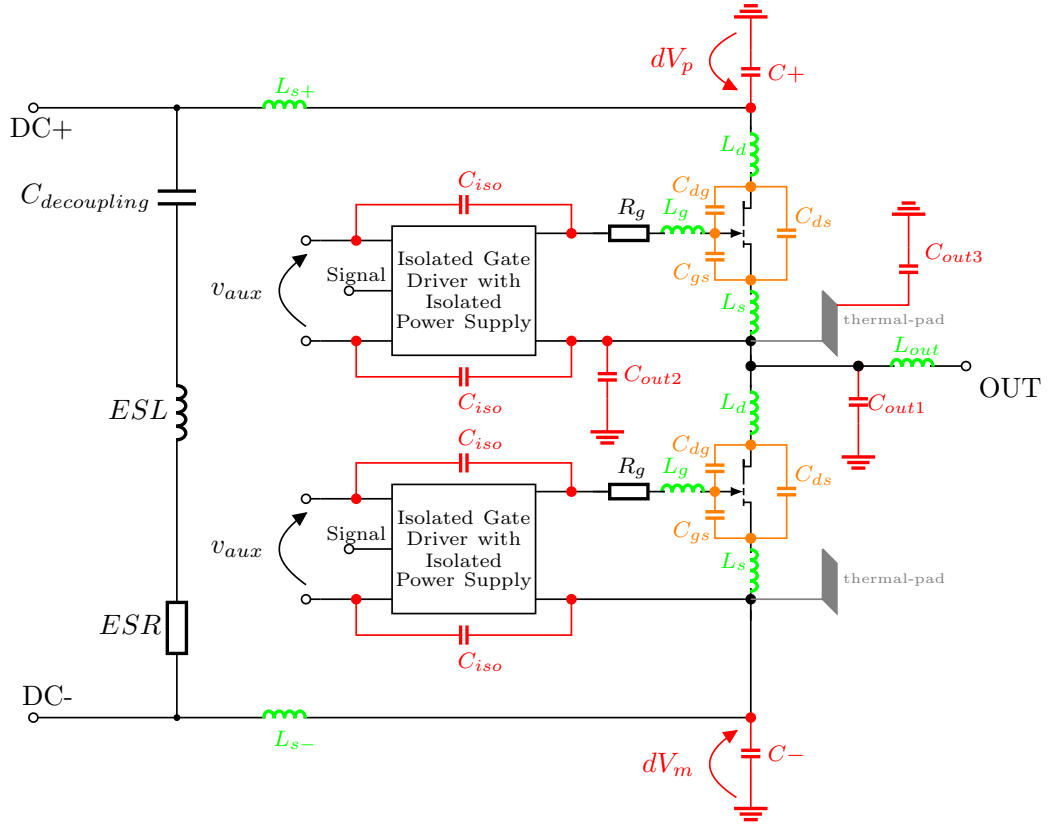 dV_p
C+
L_{s+}
DC+
L_d
C_{decoupling}
C_{iso}
C_{dg}
R_g
L_g
C_{ds}
Isolated Gate
Driver with
Isolated
Power Supply
Signal
v_{aux}
C_{gs}
C_{out3}
L_s
thermal-pad
L_{out}
C_{iso}
C_{out2}
OUT
C_{out1}
ESL
L_d
C_{iso}
C_{dg}
R_g
L_g
C_{ds}
Isolated Gate
Driver with
Isolated
Power Supply
Signal
v_{aux}
C_{gs}
L_s
thermal-pad
ESR
C_{iso}
DC-
L_{s-}
dV_m
C-